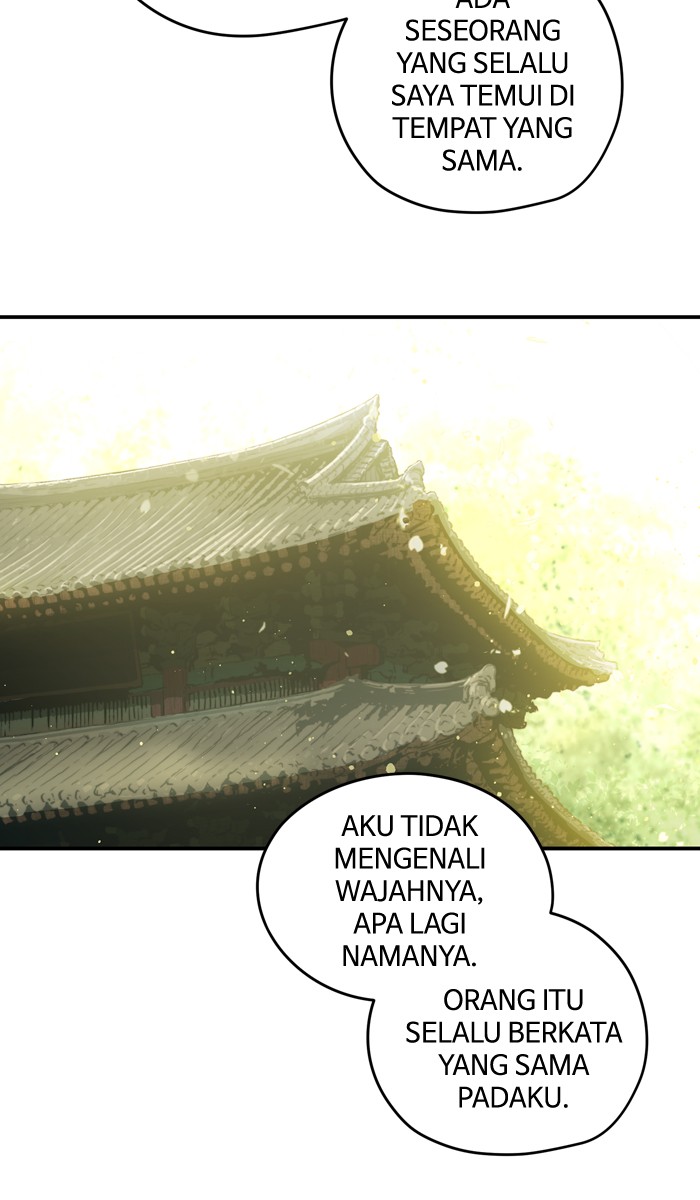 ADA
SESEORANG
YANG SELALU
SAYA TEMUI DI
TEMPAT YANG
SAMA.
AKU TIDAK
MENGENALI
WAJAHNYA,
APA LAGI
NAMANYA.
ORANG ITU
SELALU BERKATA
YANG SAMA
PADAKU.